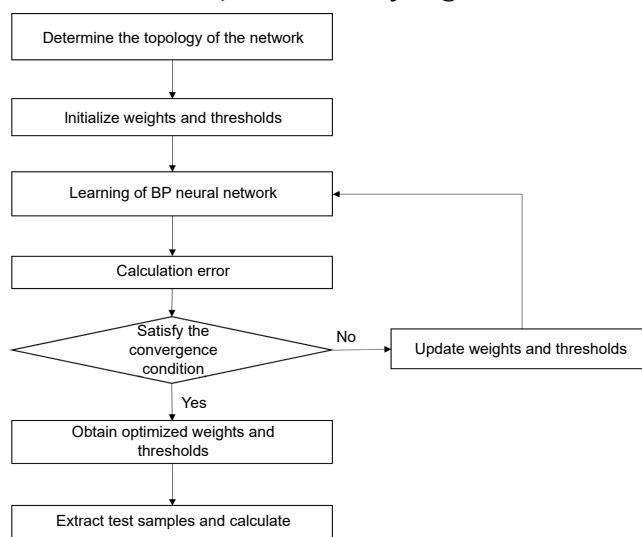 Determine the topology of the network
Initialize weights and thresholds
Learning of BP neural network
Calculation error
Satisfy the
convergence
condition
No
Update weights and thresholds
Yes
Obtain optimized weights and
thresholds
Extract test samples and calculate